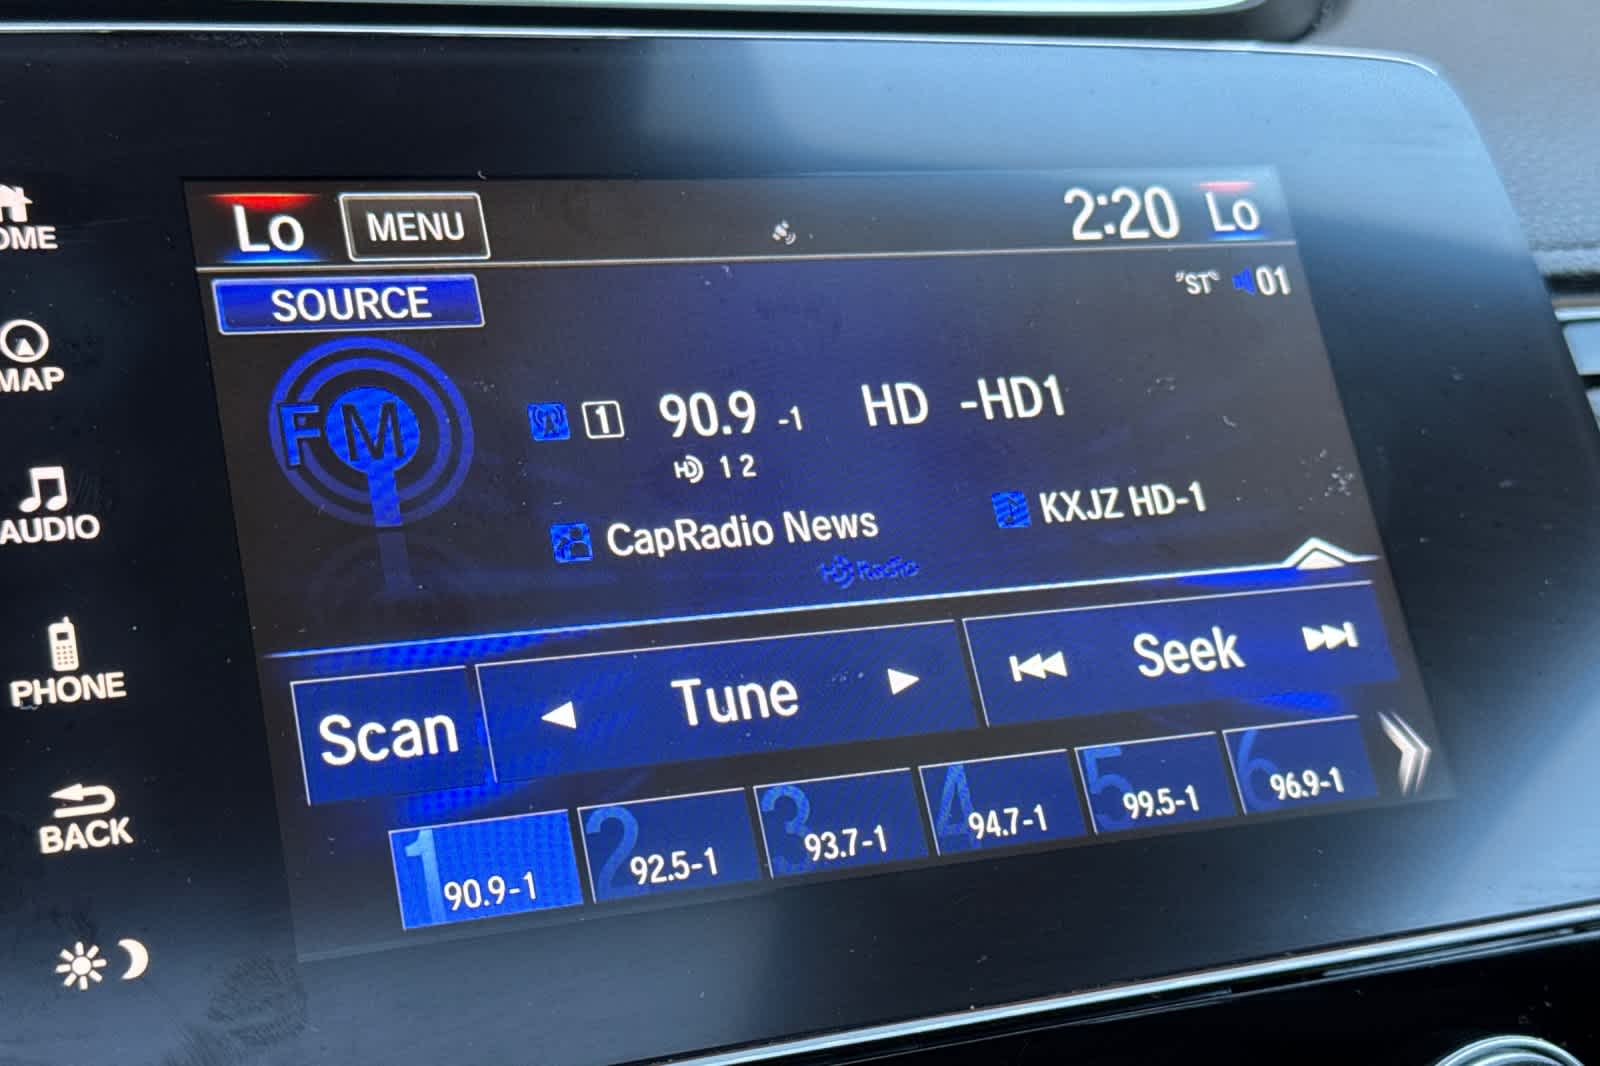 Lo MENU 2:20 Lo
SOURCE "ST" 01
FM
1 90.9 -1 HD -HD1
HD 1 2
CapRadio News KXJZ HD-1
HD Radio
Scan Tune Seek
1 90.9-1 2 92.5-1 3 93.7-1 4 94.7-1 5 99.5-1 6 96.9-1
OME
MAP
AUDIO
PHONE
BACK